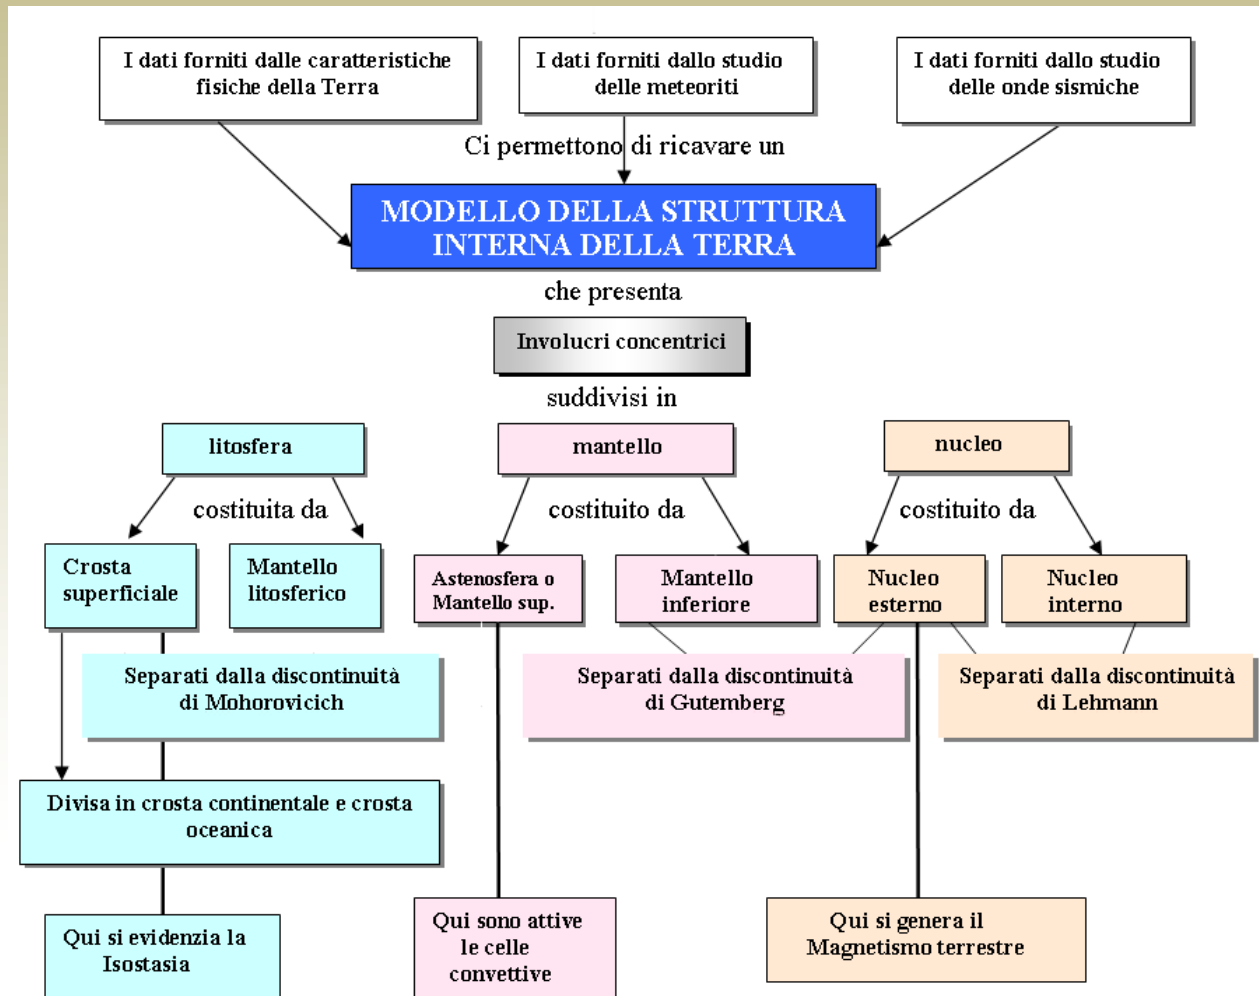 I dati forniti dalle caratteristiche
fisiche della Terra
I dati forniti dallo studio
delle meteoriti
I dati forniti dallo studio
delle onde sismiche
Ci permettono di ricavare un
MODELLO DELLA STRUTTURA
INTERNA DELLA TERRA
che presenta
Involucri concentrici
suddivisi in
litosfera
mantello
nucleo
costituita da
costituito da
costituito da
Crosta
superficiale
Mantello
litosferico
Astenosfera o
Mantello sup.
Mantello
inferiore
Nucleo
esterno
Nucleo
interno
Separati dalla discontinuità
di Mohorovicich
Separati dalla discontinuità
di Gutemberg
Separati dalla discontinuità
di Lehmann
Divisa in crosta continentale e crosta
oceanica
Qui si evidenzia la
Isostasia
Qui sono attive
le celle
convettive
Qui si genera il
Magnetismo terrestre